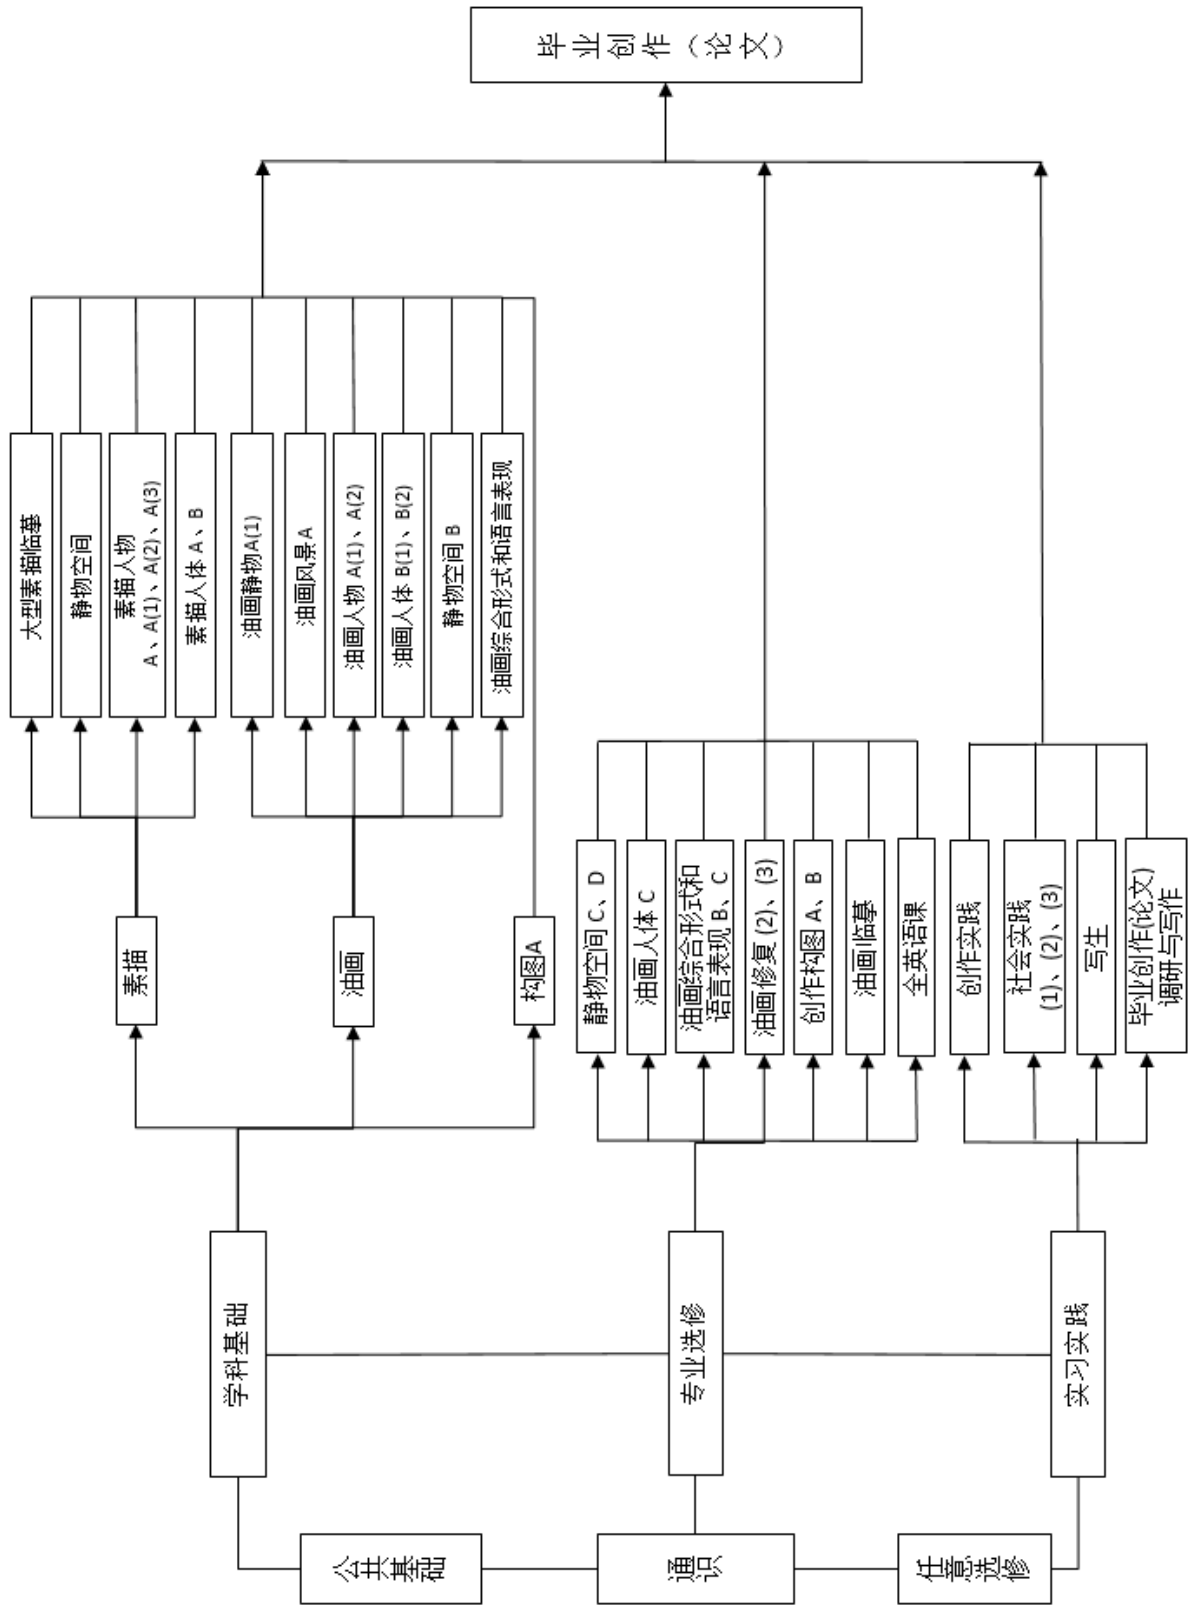 毕业创作（论文）
大型素描临摹
静物空间
素描人物
A、A(1)、A(2)、A(3)
素描人体 A、B
油画静物A(1)
油画风景A
油画人物 A(1)、A(2)
油画人体 B(1)、B(2)
静物空间 B
油画综合形式和语言表现
素描
油画
构图A
静物空间 C、D
油画人体 C
油画综合形式和
语言表现 B、C
油画修复 (2)、(3)
创作构图 A、B
油画临摹
全英语课
创作实践
社会实践
(1)、(2)、(3)
写生
毕业创作(论文)
调研与写作
学科基础
专业选修
实习实践
公共基础
通识
任意选修